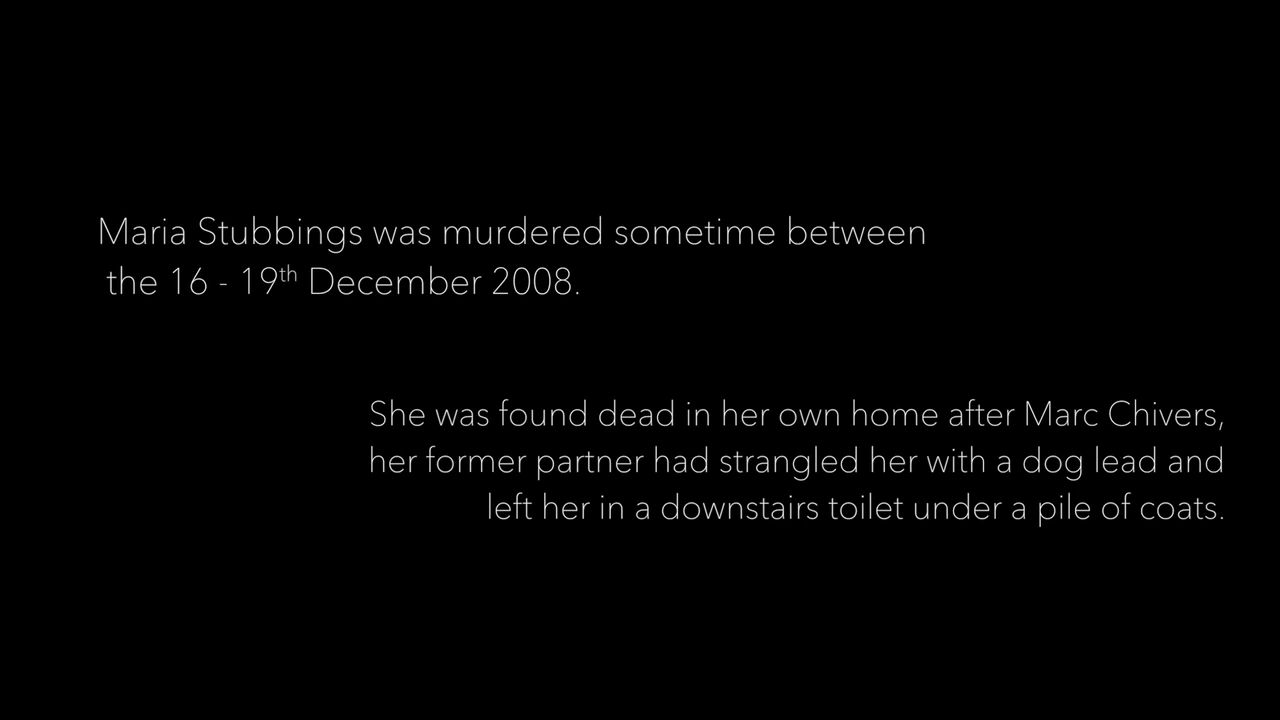 Maria Stubbings was murdered sometime between
the 16 - 19th December 2008.
She was found dead in her own home after Marc Chivers,
her former partner had strangled her with a dog lead and
left her in a downstairs toilet under a pile of coats.